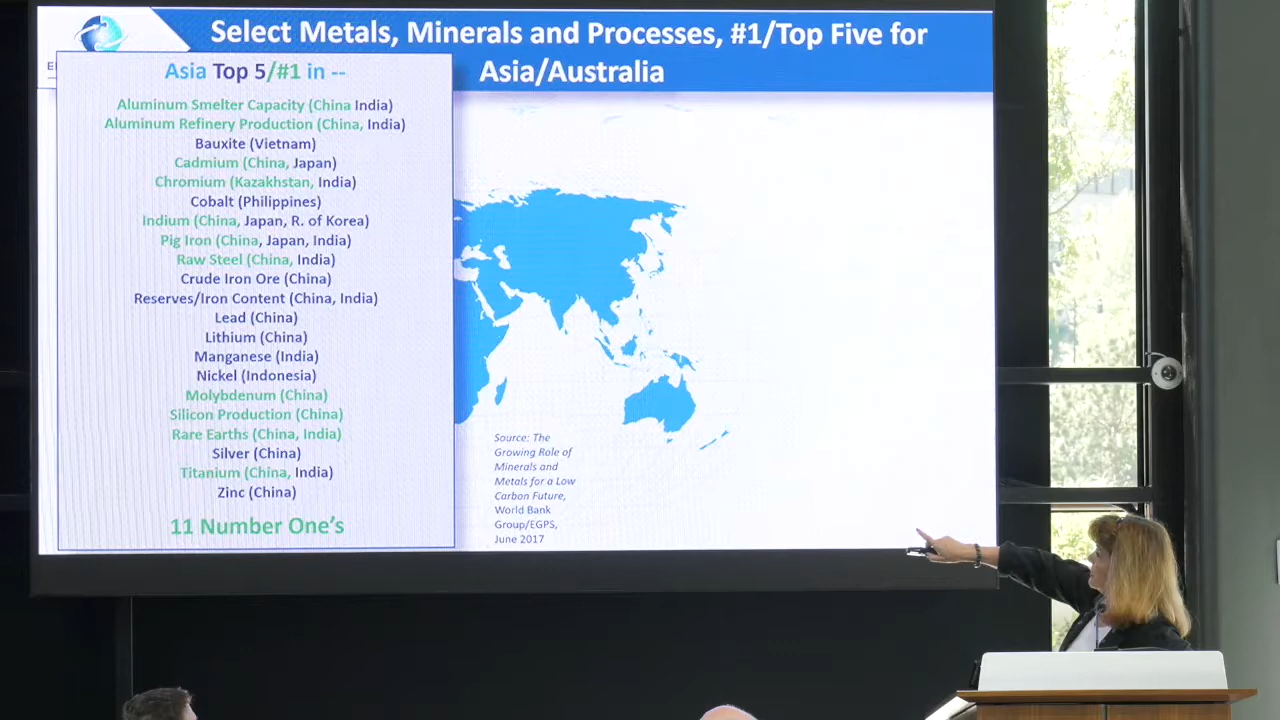 Select Metals, Minerals and Processes, #1/Top Five for
Asia/Australia
Asia Top 5/#1 in --
Aluminum Smelter Capacity (China India)
Aluminum Refinery Production (China, India)
Bauxite (Vietnam)
Cadmium (China, Japan)
Chromium (Kazakhstan, India)
Cobalt (Philippines)
Indium (China, Japan, R. of Korea)
Pig Iron (China, Japan, India)
Raw Steel (China, India)
Crude Iron Ore (China)
Reserves/Iron Content (China, India)
Lead (China)
Lithium (China)
Manganese (India)
Nickel (Indonesia)
Molybdenum (China)
Silicon Production (China)
Rare Earths (China, India)
Silver (China)
Titanium (China, India)
Zinc (China)
11 Number One's
Source: The
Growing Role of
Minerals and
Metals for a Low
Carbon Future,
World Bank
Group/EGPS,
June 2017